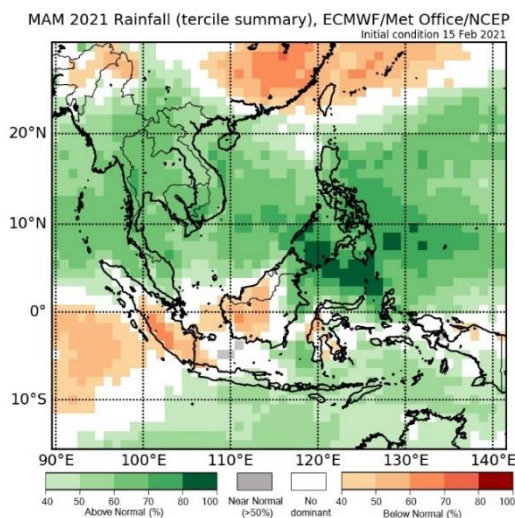 MAM 2021 Rainfall (tercile summary), ECMWF/Met Office/NCEP
Initial condition 15 Feb 2021
20°N
10°N
0°
10°S
90°E 100°E 110°E 120°E 130°E 140°E
40 50 60 70 80 100
Above Normal (%)
Near Normal
(>50%)
No
dominant
40 50 60 70 80 100
Below Normal (%)